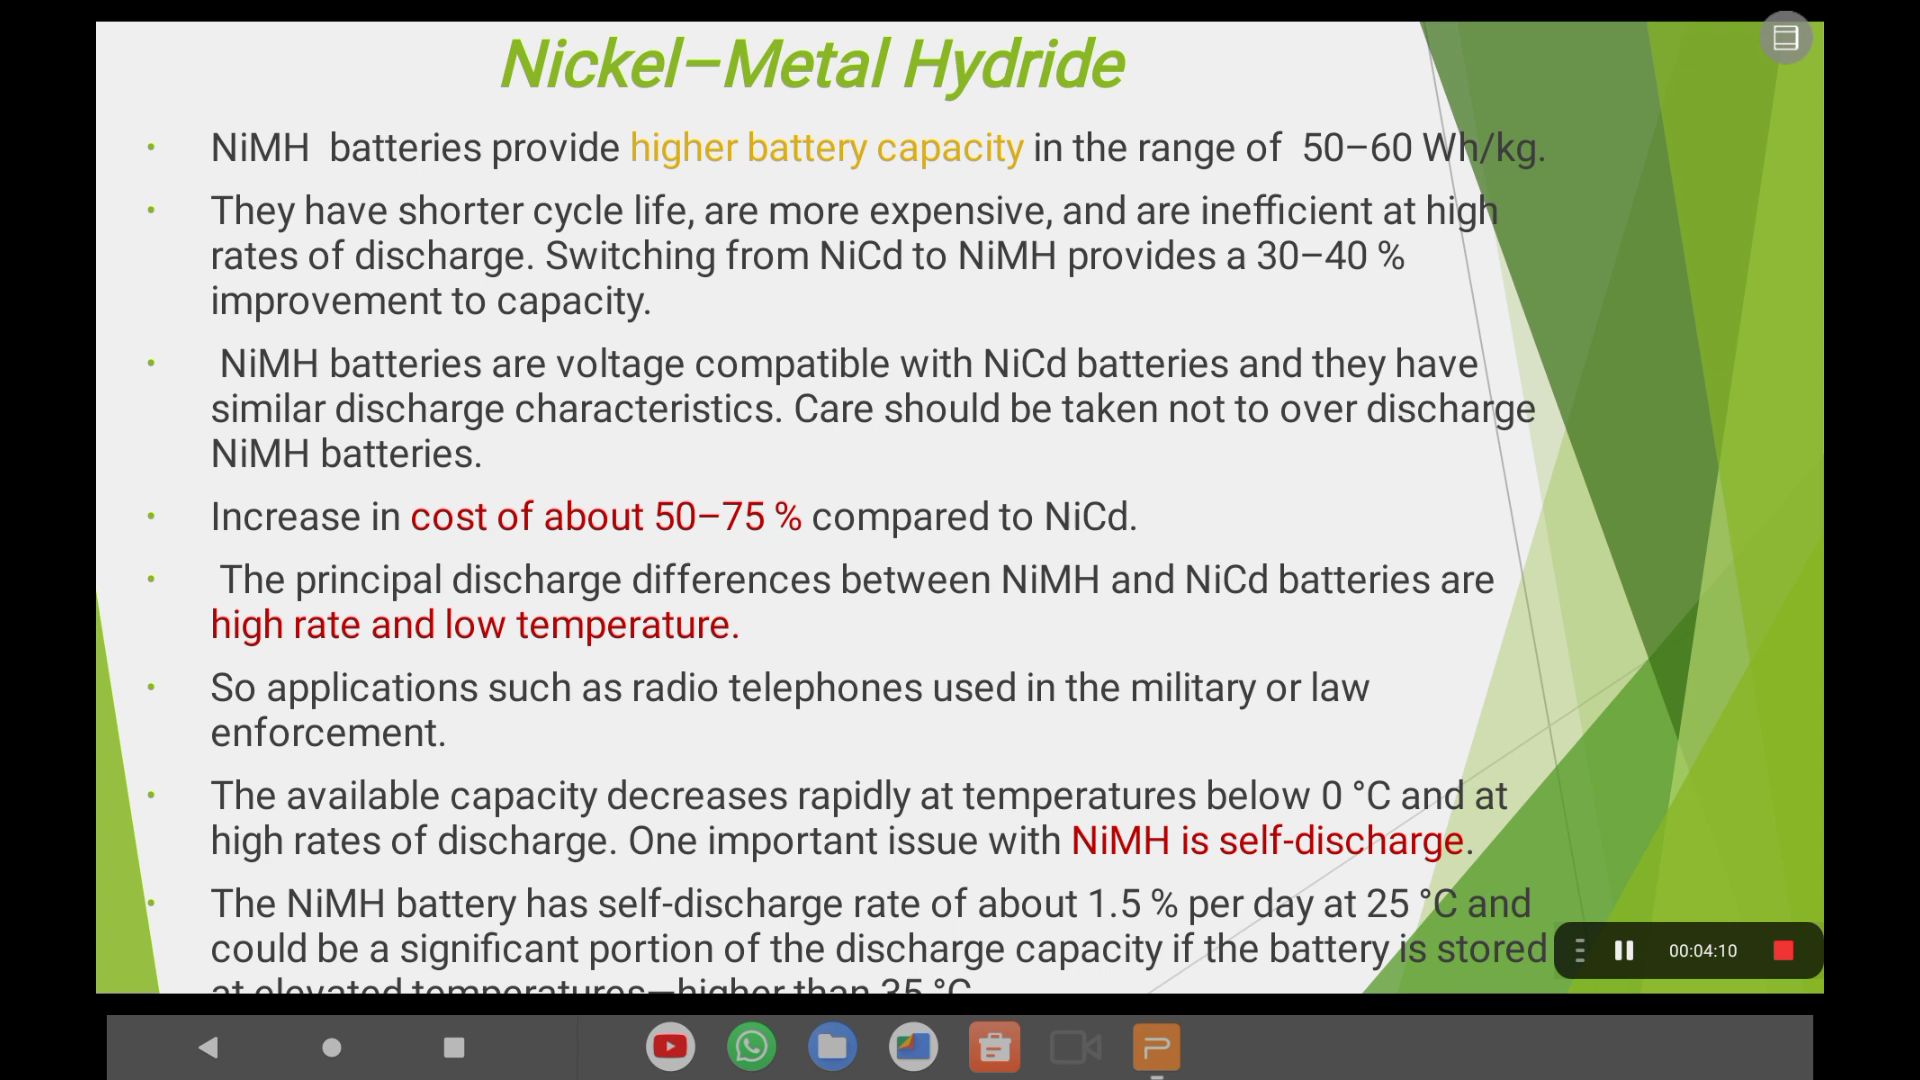 Nickel–Metal Hydride
• NiMH batteries provide higher battery capacity in the range of 50–60 Wh/kg.
• They have shorter cycle life, are more expensive, and are inefficient at high
rates of discharge. Switching from NiCd to NiMH provides a 30–40 %
improvement to capacity.
• NiMH batteries are voltage compatible with NiCd batteries and they have
similar discharge characteristics. Care should be taken not to over discharge
NiMH batteries.
• Increase in cost of about 50–75 % compared to NiCd.
• The principal discharge differences between NiMH and NiCd batteries are
high rate and low temperature.
• So applications such as radio telephones used in the military or law
enforcement.
• The available capacity decreases rapidly at temperatures below 0 °C and at
high rates of discharge. One important issue with NiMH is self-discharge.
• The NiMH battery has self-discharge rate of about 1.5 % per day at 25 °C and
could be a significant portion of the discharge capacity if the battery is stored
at elevated temperatures—higher than 35 °C
00:04:10